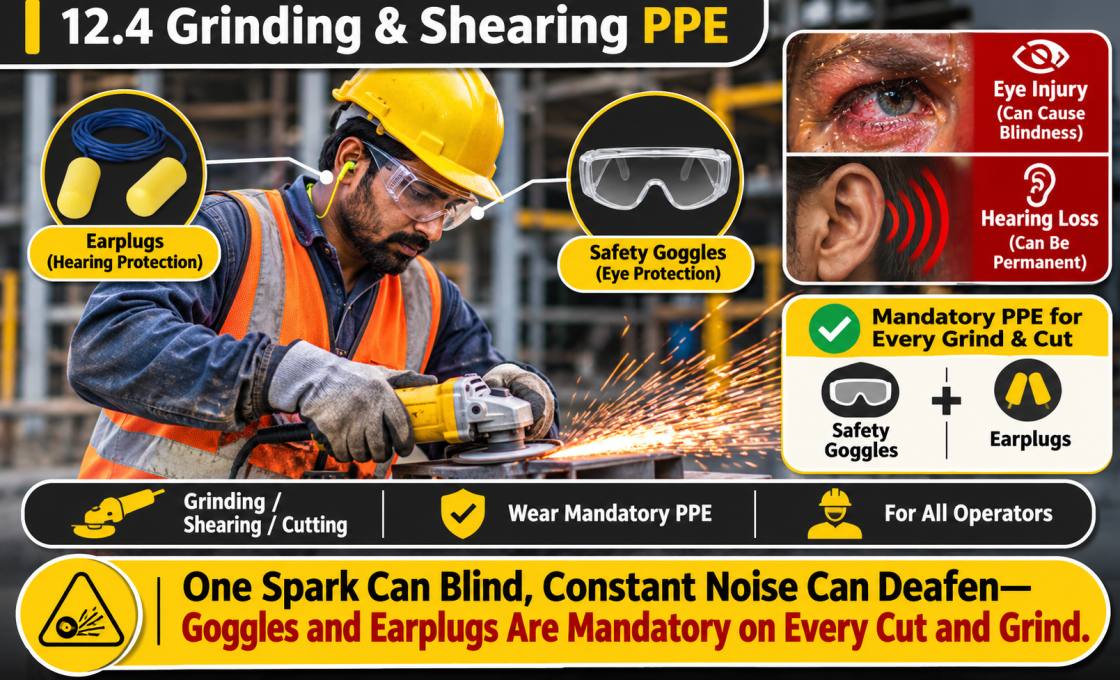 12.4 Grinding & Shearing PPE
Earplugs
(Hearing Protection)
Safety Goggles
(Eye Protection)
Eye Injury
(Can Cause
Blindness)
Hearing Loss
(Can Be
Permanent)
Mandatory PPE for
Every Grind & Cut
Safety
Goggles
Earplugs
Grinding /
Shearing / Cutting
Wear Mandatory PPE
For All Operators
One Spark Can Blind, Constant Noise Can Deafen—
Goggles and Earplugs Are Mandatory on Every Cut and Grind.